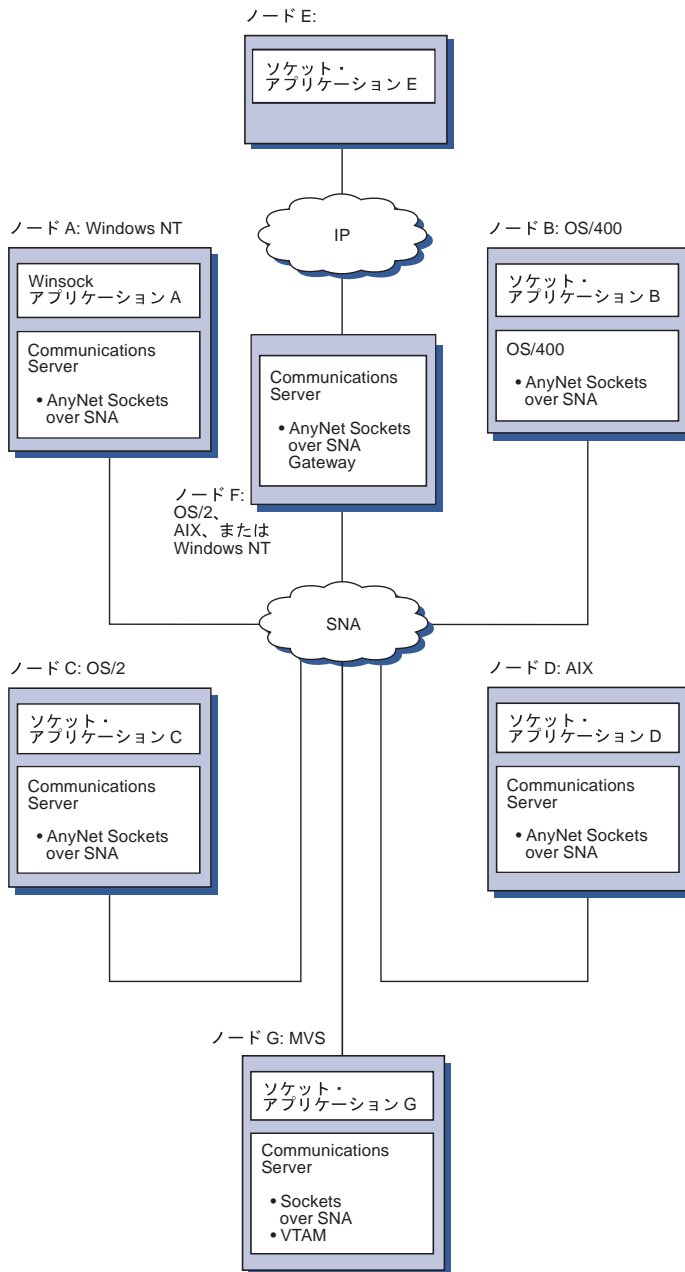 ノード E:
ソケット・
アプリケーション E
IP
ノード A: Windows NT
Winsock
アプリケーション A
Communications
Server
• AnyNet Sockets
over SNA
Communications
Server
• AnyNet Sockets
over SNA
Gateway
ノード F:
OS/2、
AIX、または
Windows NT
ノード B: OS/400
ソケット・
アプリケーション B
OS/400
• AnyNet Sockets
over SNA
SNA
ノード C: OS/2
ソケット・
アプリケーション C
Communications
Server
• AnyNet Sockets
over SNA
ノード D: AIX
ソケット・
アプリケーション D
Communications
Server
• AnyNet Sockets
over SNA
ノード G: MVS
ソケット・
アプリケーション G
Communications
Server
• Sockets
over SNA
• VTAM